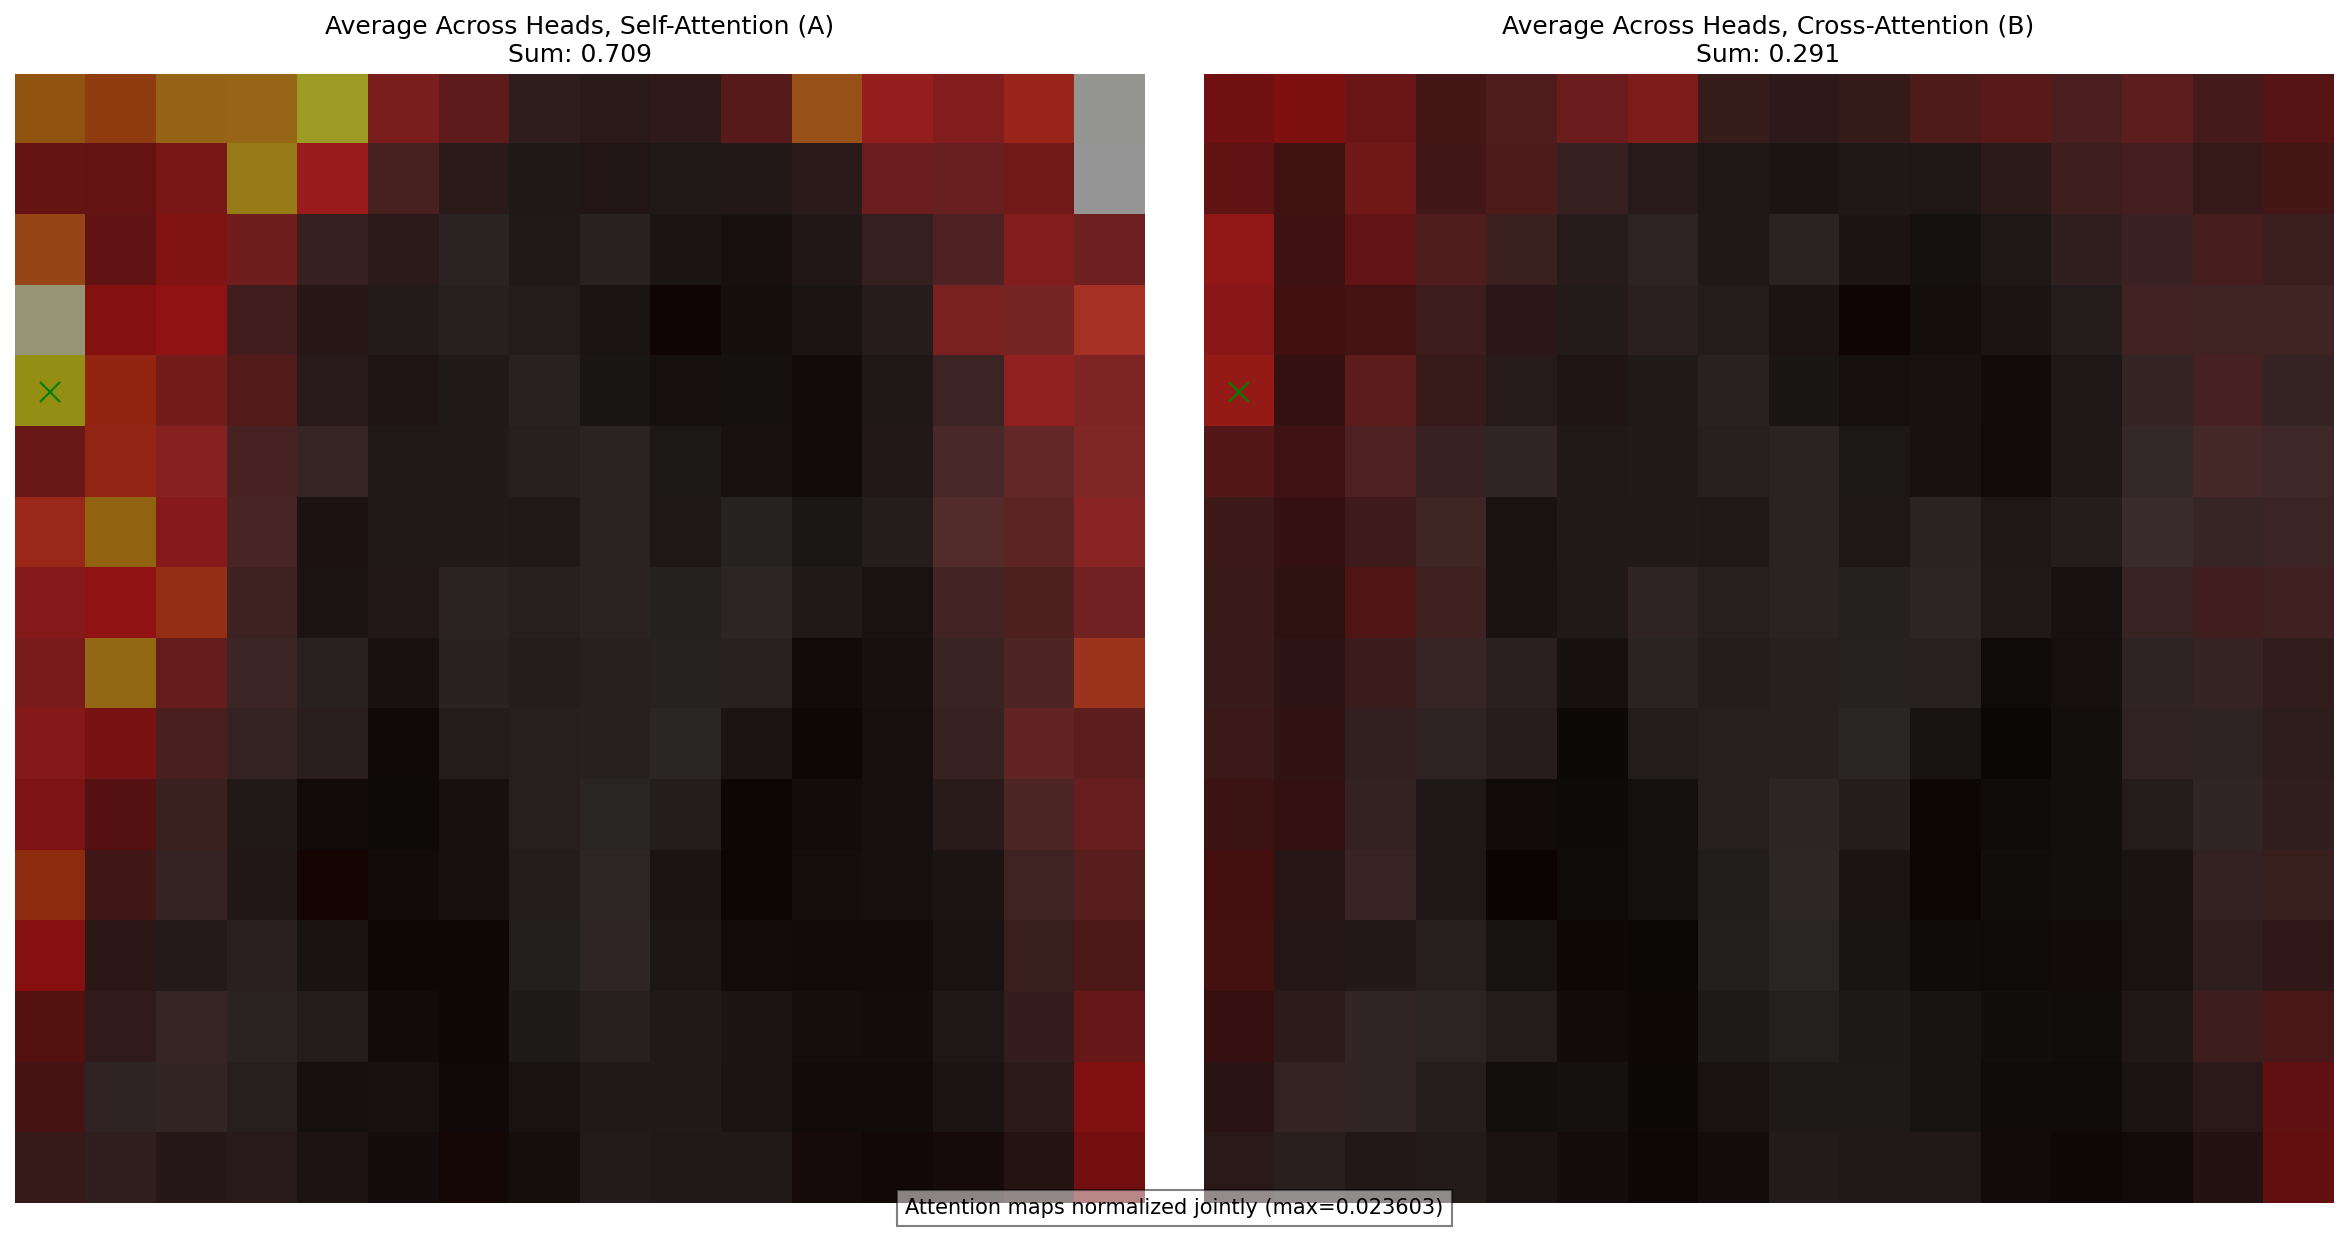 Average Across Heads, Self-Attention (A)
Sum: 0.709
Average Across Heads, Cross-Attention (B)
Sum: 0.291
Attention maps normalized jointly (max=0.023603)